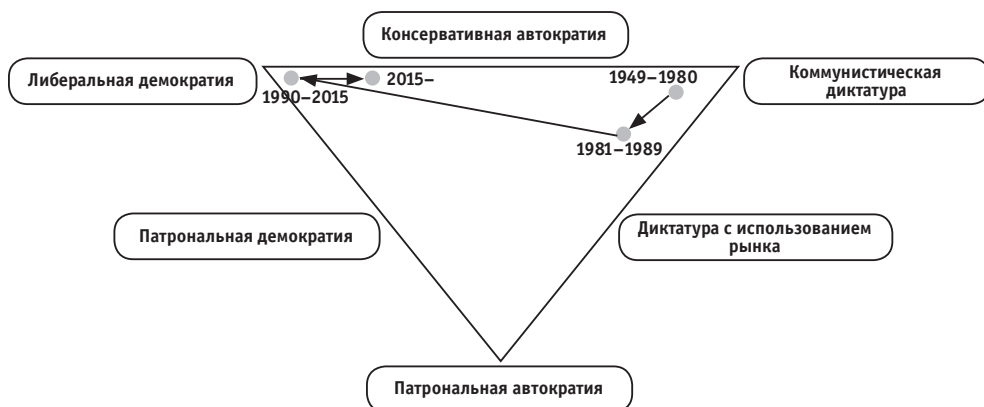 Консервативная автократия
Либеральная демократия
Коммунистическая
диктатура
2015–
1949–1980
1990–2015
1981–1989
Патрональная демократия
Диктатура с использованием
рынка
Патрональная автократия